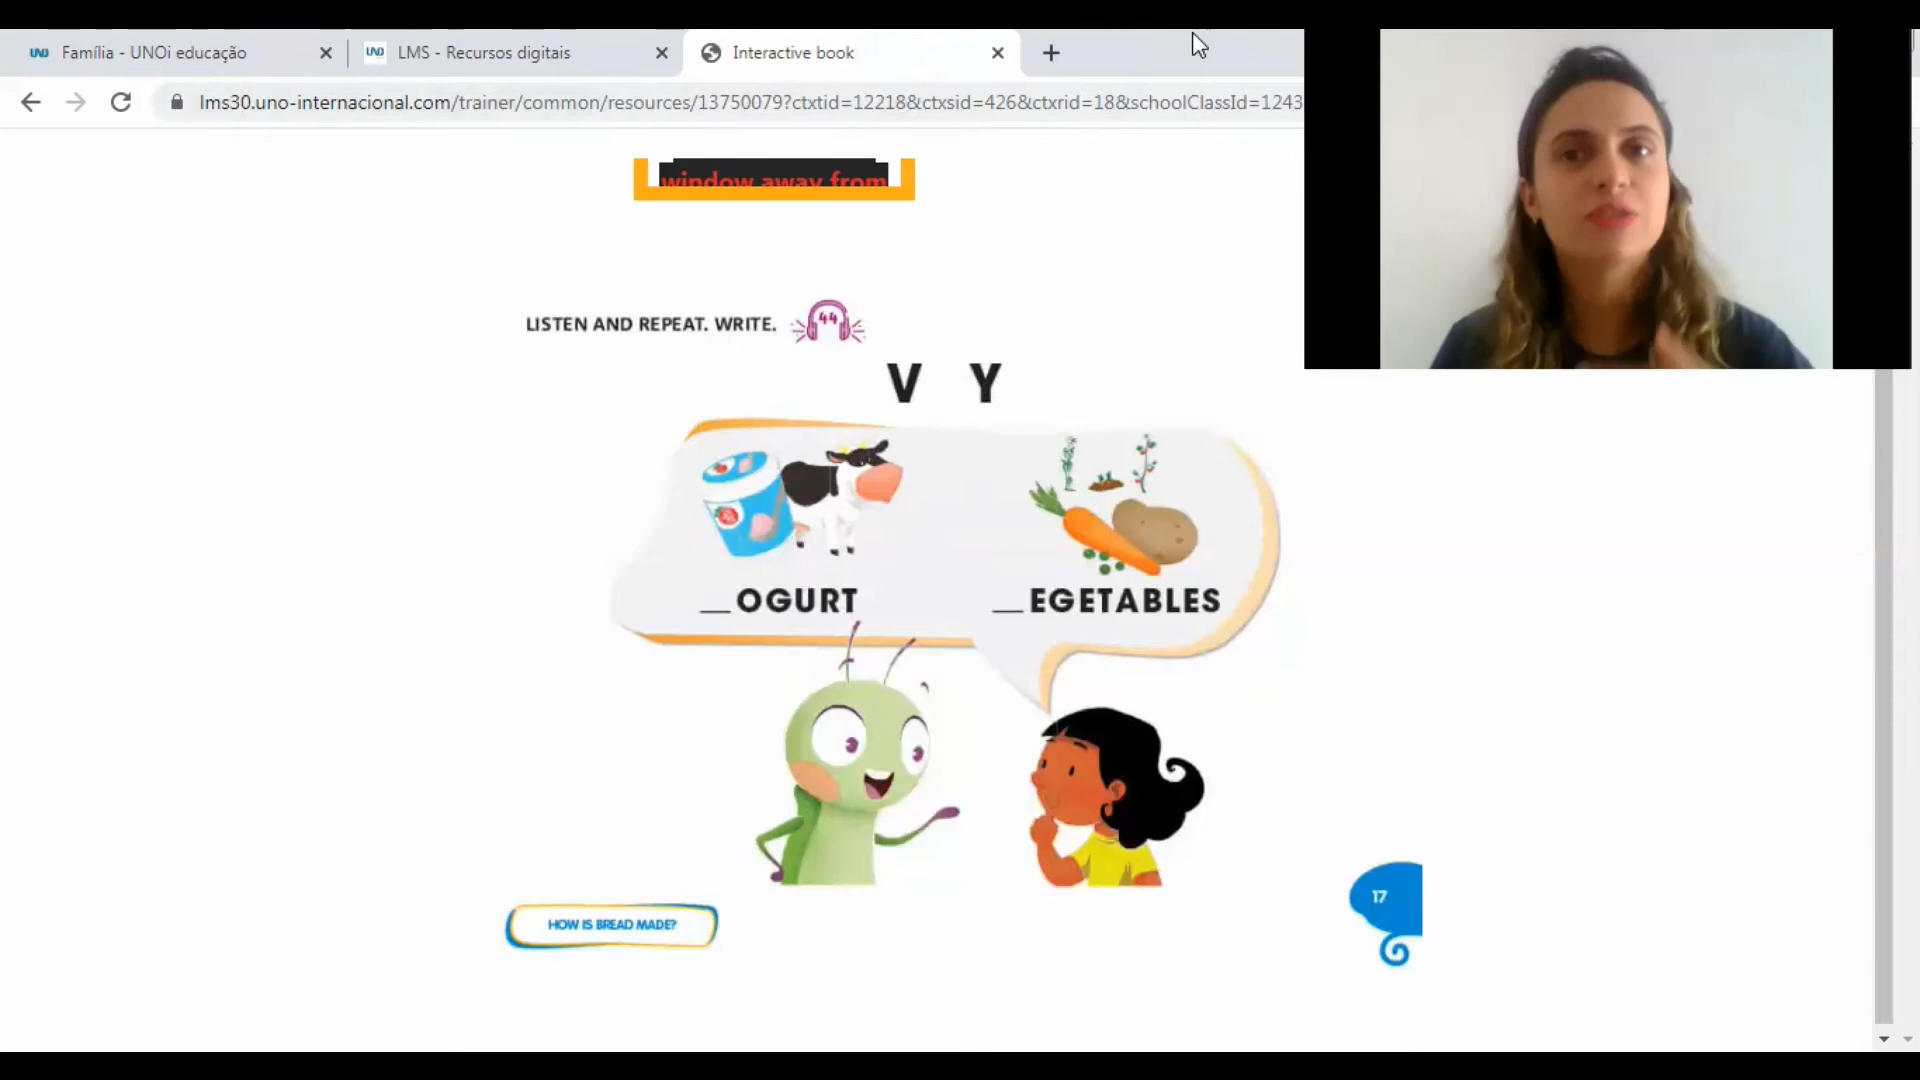 Família - UNOi educação
LMS - Recursos digitais
Interactive book
lms30.uno-internacional.com/trainer/common/resources/13750079?ctxtid=12218&ctxsid=426&ctxrid=18&schoolClassId=1243
window away from
LISTEN AND REPEAT. WRITE. 44
V Y
_OGURT
_EGETABLES
HOW IS BREAD MADE?
17